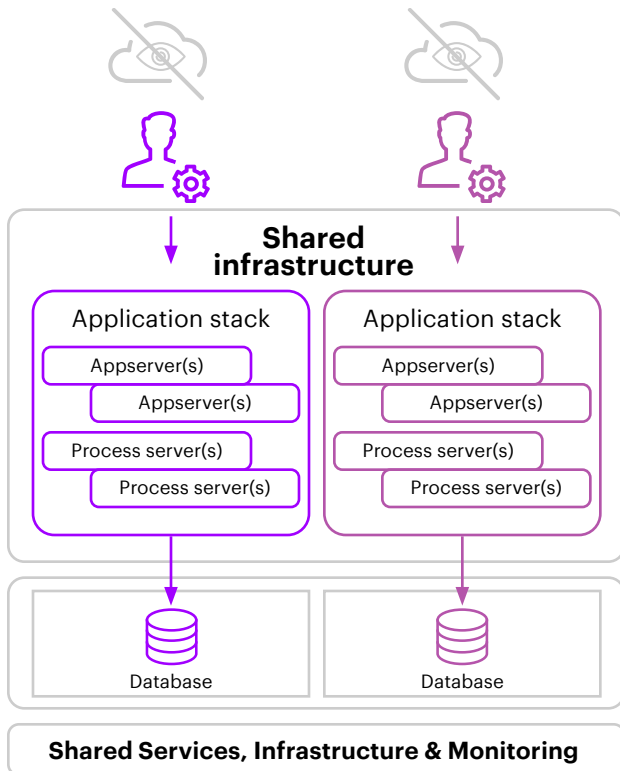 Shared
infrastructure
Application stack
Appserver(s)
Appserver(s)
Process server(s)
Process server(s)
Application stack
Appserver(s)
Appserver(s)
Process server(s)
Process server(s)
Database
Database
Shared Services, Infrastructure & Monitoring